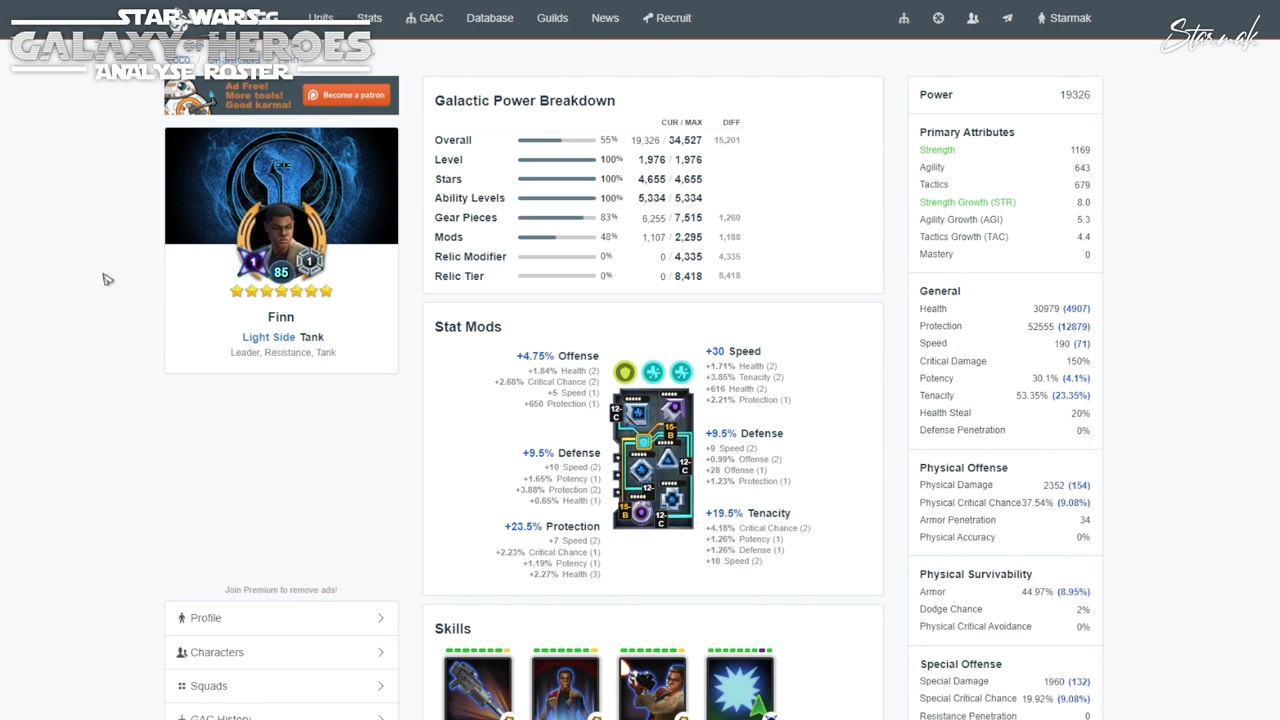 STAR WARS
GALAXY HEROES
ANALYSE ROSTER
Units Stats GAC Database Guilds News Recruit Starmak
Starmak
Ad Free!
More tools!
Good karma!
Become a patron
1
85
1
Finn
Light Side Tank
Leader, Resistance, Tank
Join Premium to remove ads!
Profile
Characters
Squads
GAC History
Galactic Power Breakdown
CUR / MAX DIFF
Overall 55% 19,326 / 34,527 15,201
Level 100% 1,976 / 1,976
Stars 100% 4,655 / 4,655
Ability Levels 100% 5,334 / 5,334
Gear Pieces 83% 6,255 / 7,515 1,260
Mods 48% 1,107 / 2,295 1,188
Relic Modifier 0% 0 / 4,335 4,335
Relic Tier 0% 0 / 8,418 8,418
Stat Mods
+4.75% Offense
+1.84% Health (2)
+2.68% Critical Chance (2)
+5 Speed (1)
+650 Protection (1)
+9.5% Defense
+10 Speed (2)
+1.65% Potency (1)
+3.88% Protection (2)
+0.65% Health (1)
+23.5% Protection
+7 Speed (2)
+2.23% Critical Chance (1)
+1.19% Potency (1)
+2.27% Health (3)
12-C
15-B
12-C
12-
15-B
12-C
+30 Speed
+1.71% Health (2)
+3.85% Tenacity (2)
+616 Health (2)
+2.21% Protection (1)
+9.5% Defense
+9 Speed (2)
+0.99% Offense (2)
+28 Offense (1)
+1.23% Protection (1)
+19.5% Tenacity
+4.18% Critical Chance (2)
+1.26% Potency (1)
+1.26% Defense (1)
+10 Speed (2)
Skills
Power 19326
Primary Attributes
Strength 1169
Agility 643
Tactics 679
Strength Growth (STR) 8.0
Agility Growth (AGI) 5.3
Tactics Growth (TAC) 4.4
Mastery 0
General
Health 30979 (4907)
Protection 52555 (12879)
Speed 190 (71)
Critical Damage 150%
Potency 30.1% (4.1%)
Tenacity 53.35% (23.35%)
Health Steal 20%
Defense Penetration 0%
Physical Offense
Physical Damage 2352 (154)
Physical Critical Chance 37.54% (9.08%)
Armor Penetration 34
Physical Accuracy 0%
Physical Survivability
Armor 44.97% (8.95%)
Dodge Chance 2%
Physical Critical Avoidance 0%
Special Offense
Special Damage 1960 (132)
Special Critical Chance 19.92% (9.08%)
Resistance Penetration 0